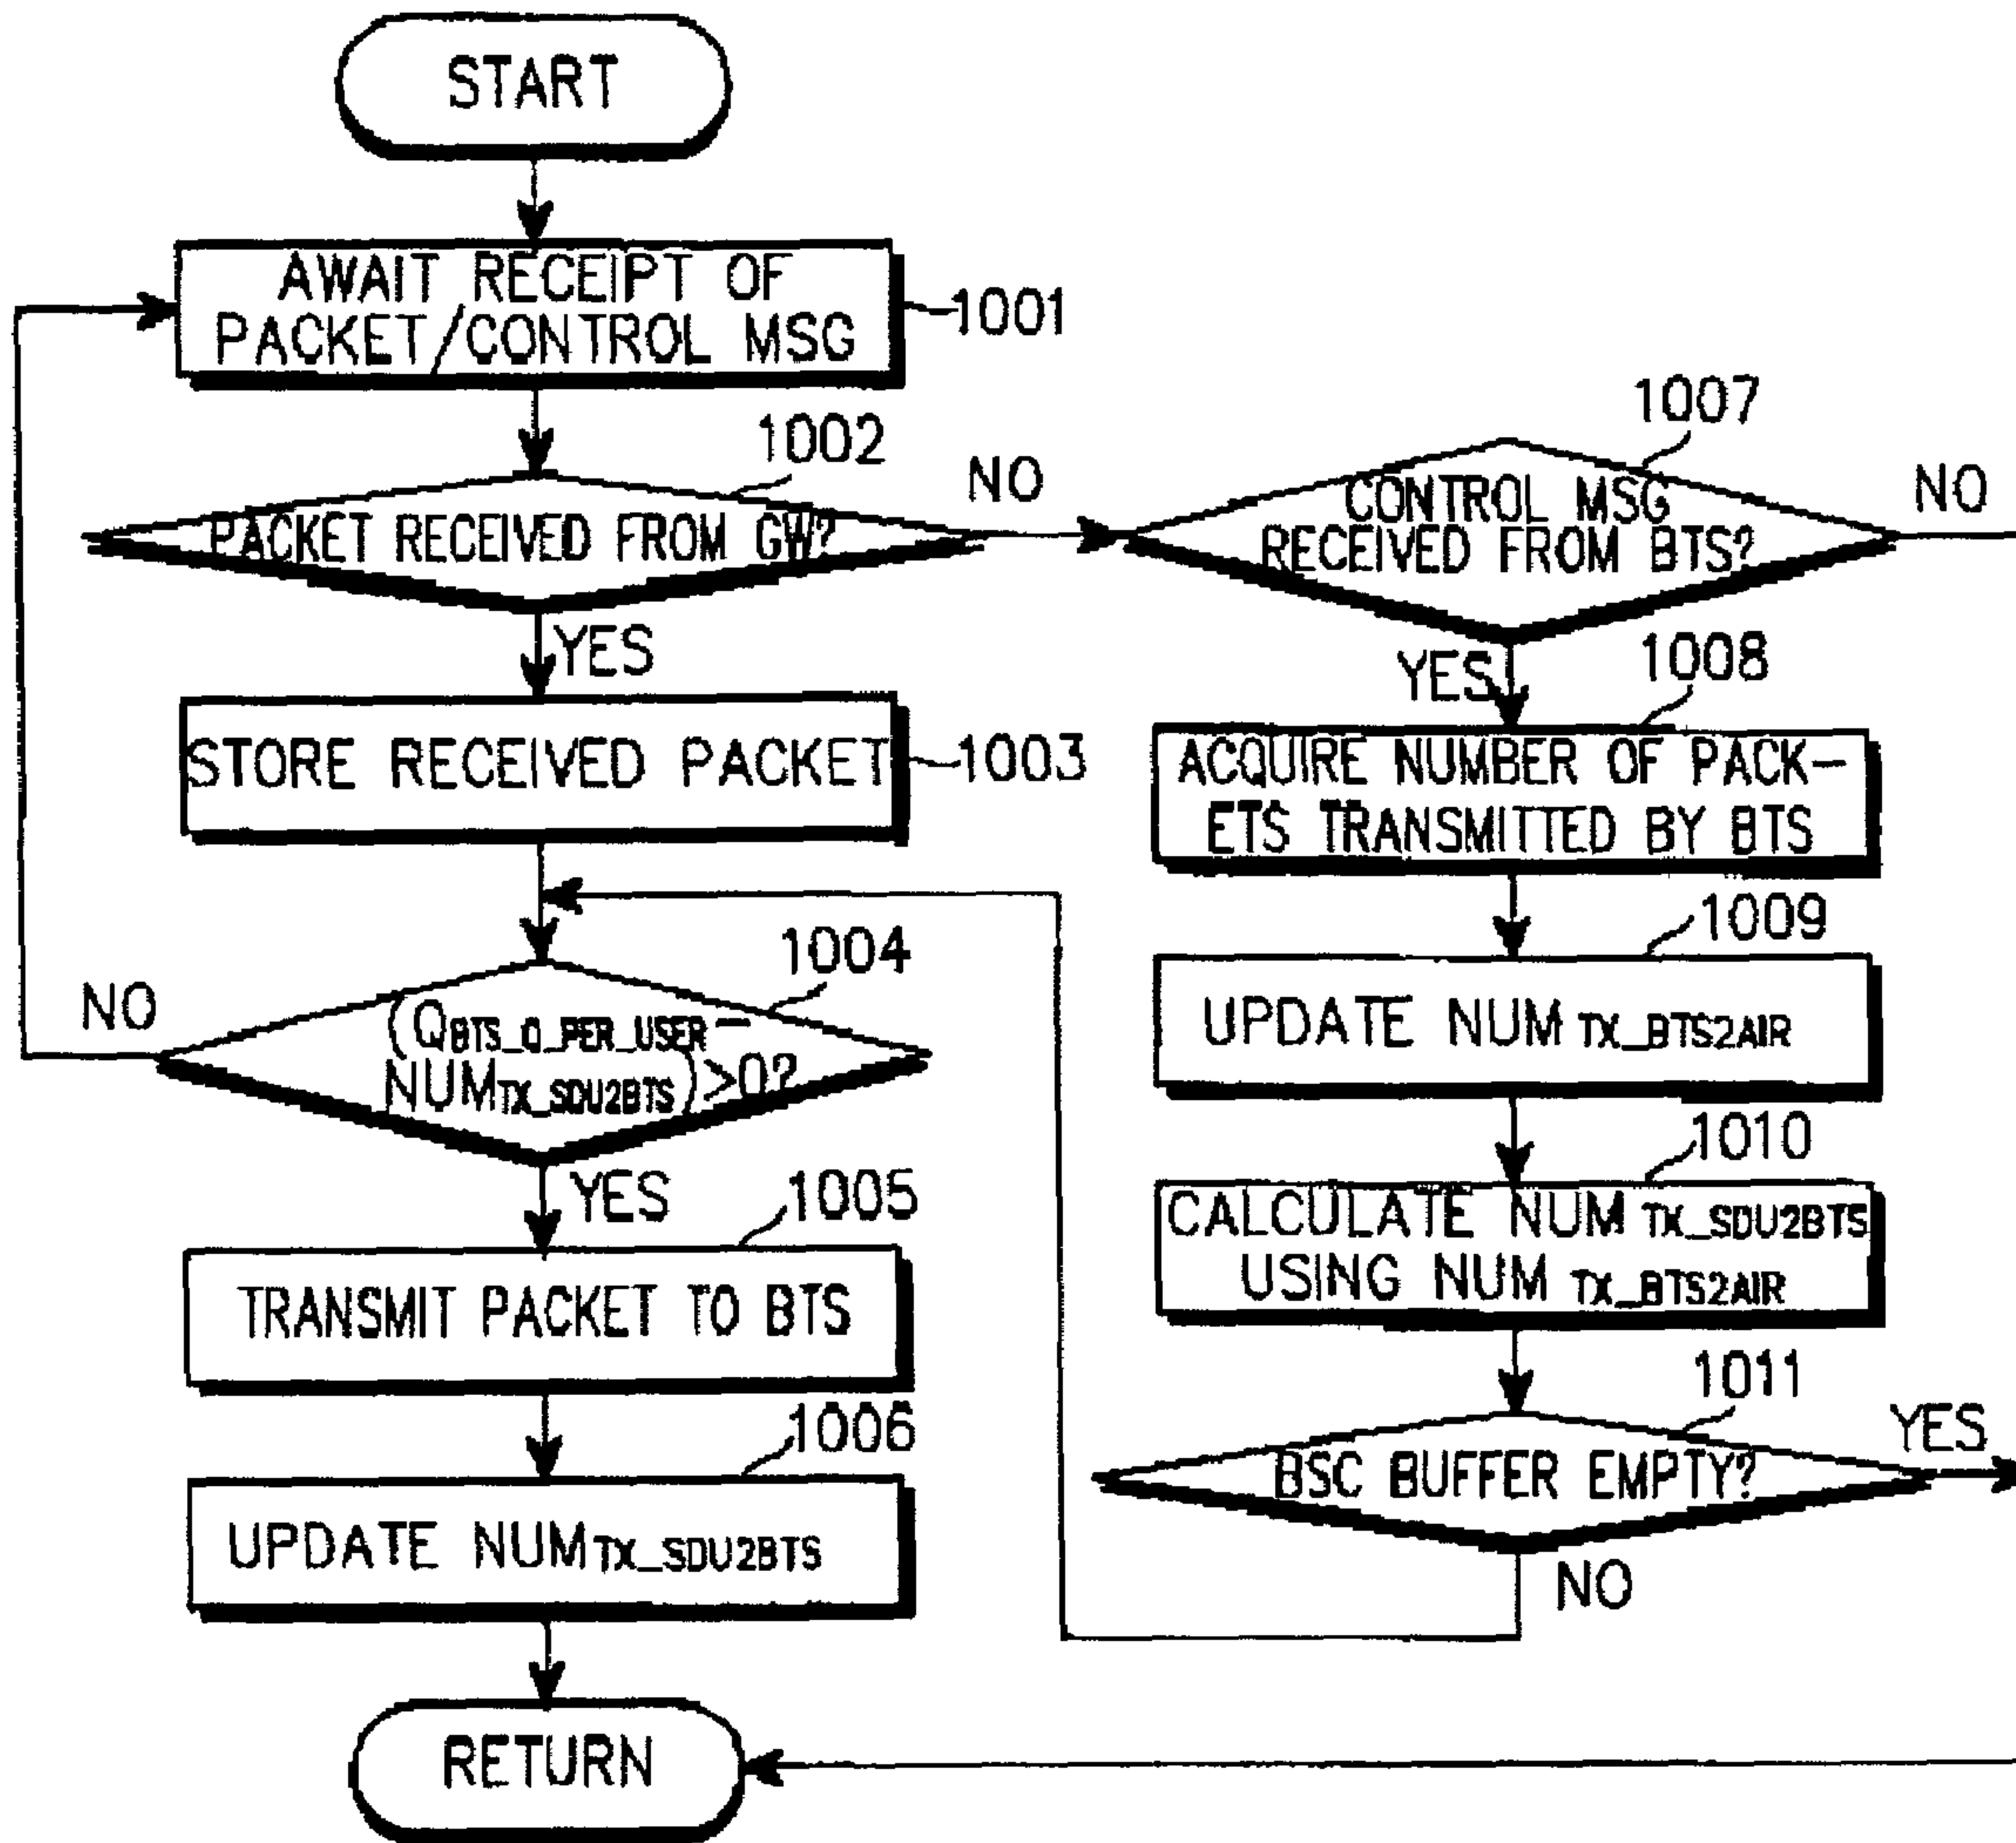 START
AWAIT RECEIPT OF
PACKET/CONTROL MSG
1001
1002
PACKET RECEIVED FROM GW?
NO
YES
STORE RECEIVED PACKET
1003
1004
(QBTS_Q_PER_USER-
NUMTX_SDU2BTS)>0?
NO
YES
1005
TRANSMIT PACKET TO BTS
1006
UPDATE NUMTX_SDU2BTS
RETURN
1007
CONTROL MSG
RECEIVED FROM BTS?
NO
YES
1008
ACQUIRE NUMBER OF PACK-
ETS TRANSMITTED BY BTS
1009
UPDATE NUM TX_BTS2AIR
1010
CALCULATE NUM TX_SDU2BTS
USING NUM TX_BTS2AIR
1011
BSC BUFFER EMPTY?
YES
NO